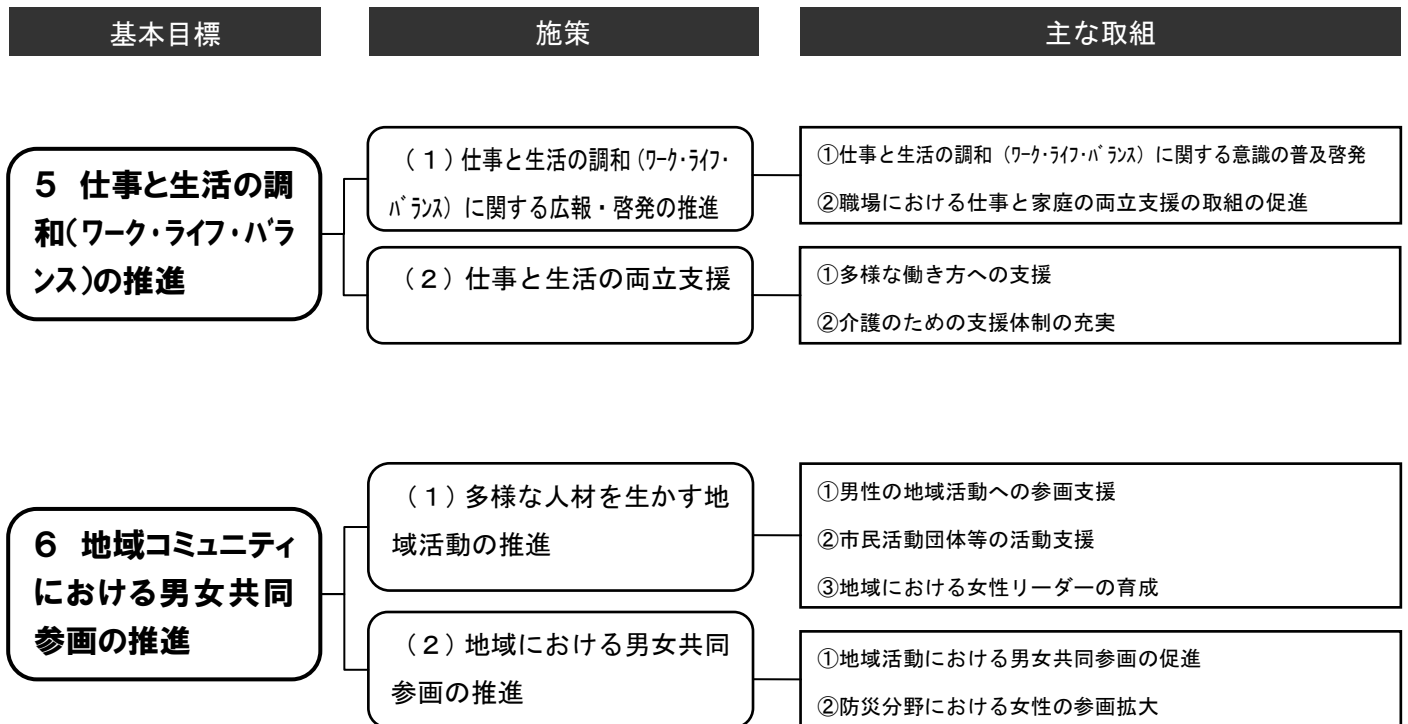 基本目標
施策
主な取組
5 仕事と生活の調
和(ワーク・ライフ・バラ
ンス)の推進
(1)仕事と生活の調和(ワーク・ライフ・
バランス)に関する広報・啓発の推進
①仕事と生活の調和(ワーク・ライフ・バランス)に関する意識の普及啓発
②職場における仕事と家庭の両立支援の取組の促進
(2)仕事と生活の両立支援
①多様な働き方への支援
②介護のための支援体制の充実
6 地域コミュニティ
における男女共同
参画の推進
(1)多様な人材を生かす地
域活動の推進
①男性の地域活動への参画支援
②市民活動団体等の活動支援
③地域における女性リーダーの育成
(2)地域における男女共同
参画の推進
①地域活動における男女共同参画の促進
②防災分野における女性の参画拡大